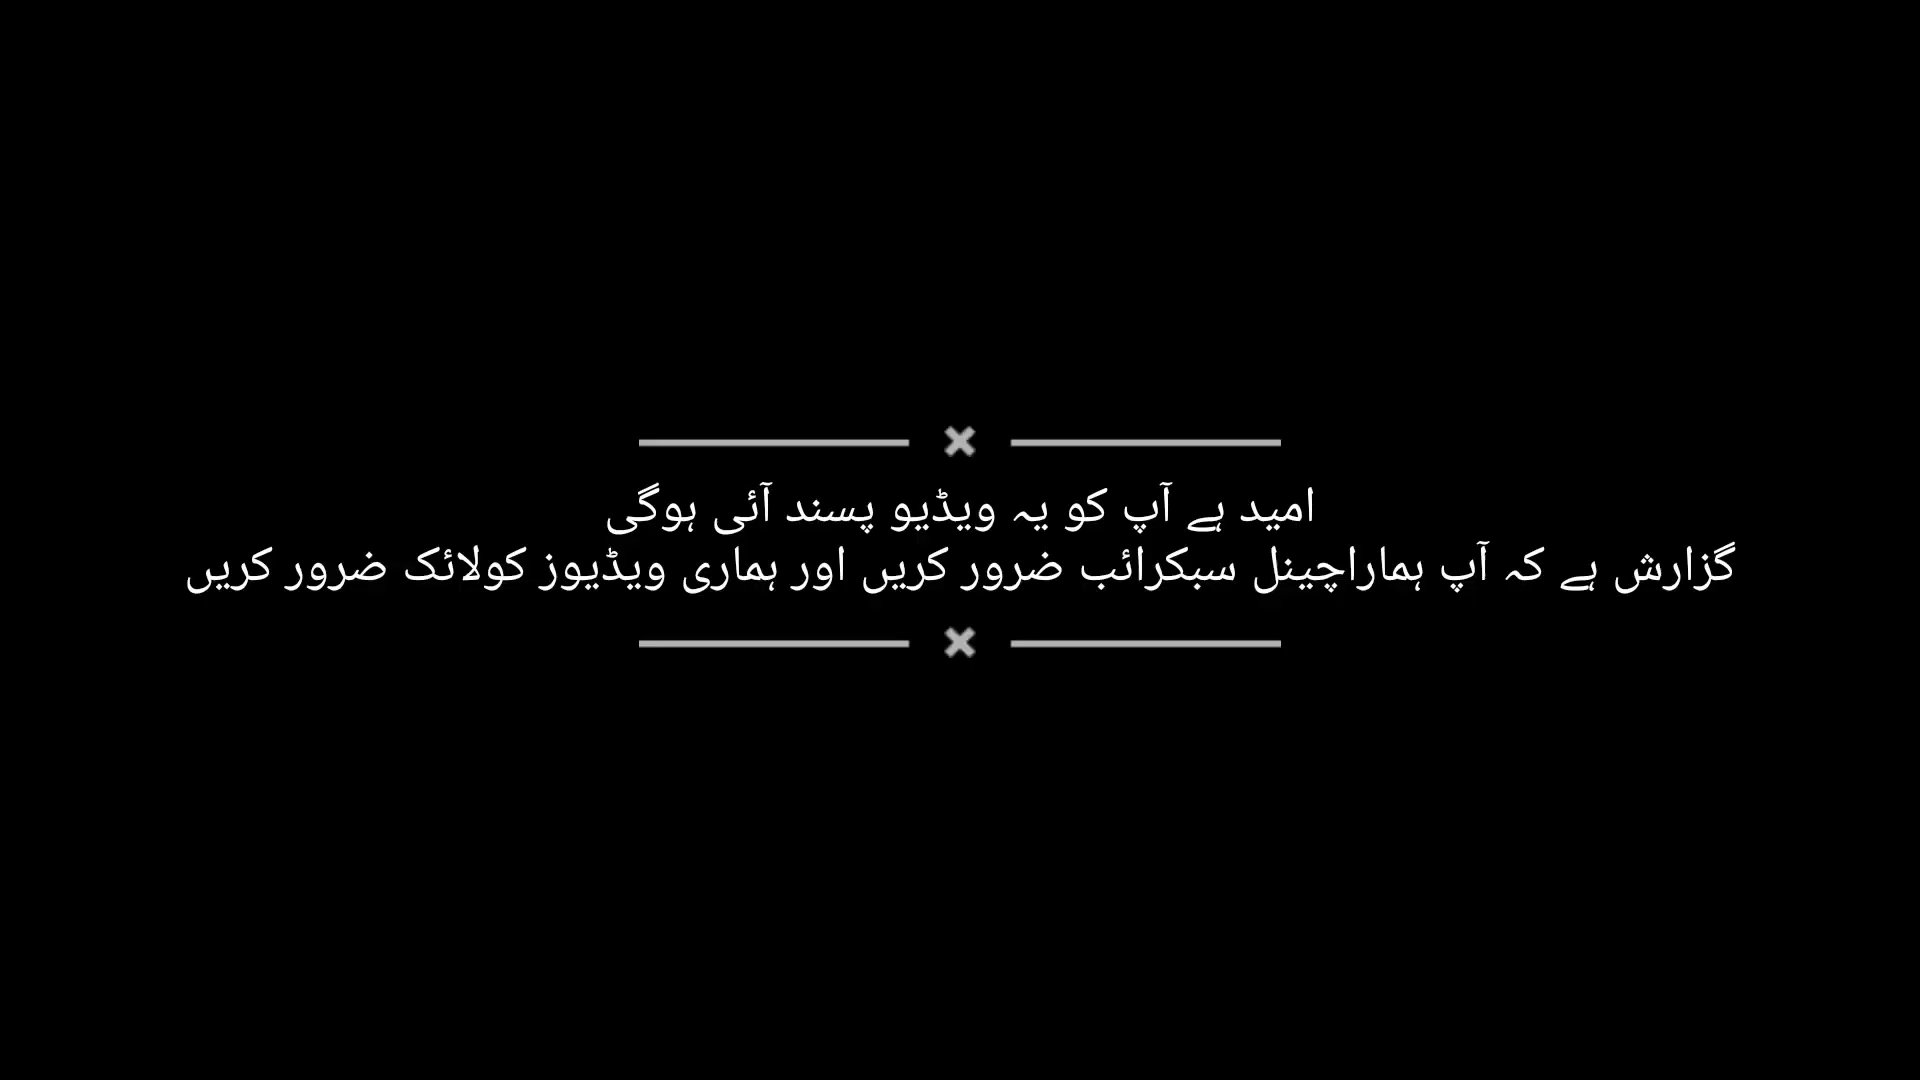 امید ہے آپ کو یہ ویڈیو پسند آئی ہوگی
گزارش ہے کہ آپ ہماراچینل سبکرائب ضرور کریں اور ہماری ویڈیوز کولائک ضرور کریں